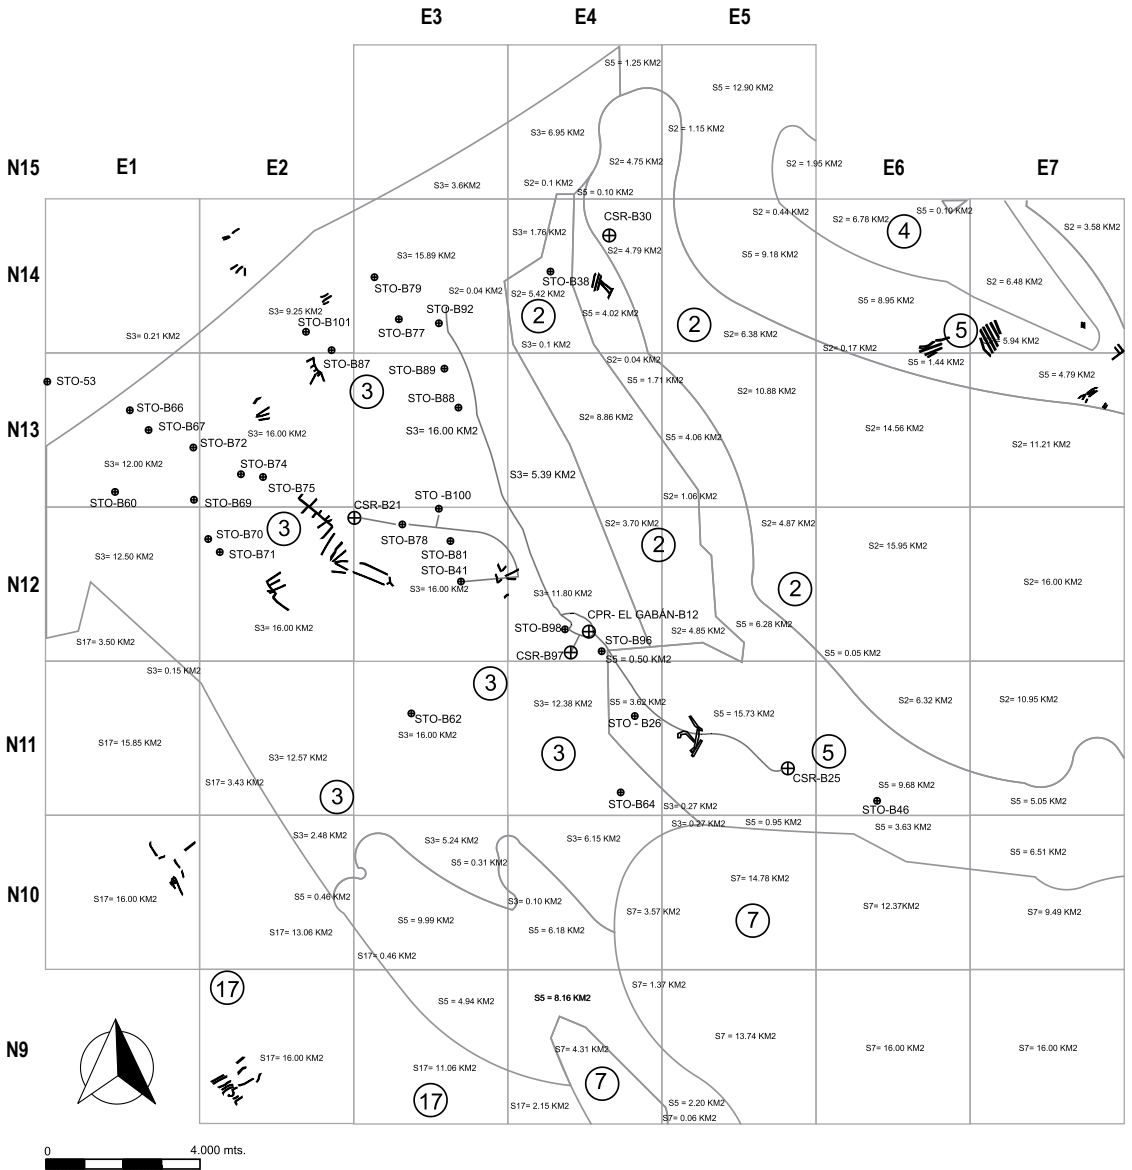 E3 E4 E5
S5 = 1.25 KM2
S5 = 12.90 KM2
S3= 6.95 KM2
S2 = 1.15 KM2
N15 E1 E2 E6 E7
S2 = 4.75 KM2
S2 = 1.95 KM2
S3= 3.6KM2
S2= 0.1 KM2
S5 = 0.10 KM2
S2 = 0.44 KM2
S2 = 6.78 KM2
S5 = 0.10 KM2
CSR-B30
S3= 1.76 KM2
4
S2 = 3.58 KM2
N14
S3= 15.89 KM2
S2= 4.79 KM2
S5 = 9.18 KM2
STO-B79
STO-B38
S2= 6.48 KM2
S2= 0.04 KM2
S2= 5.42 KM2
S5 = 8.95 KM2
S3= 9.25 KM2
STO-B92
S5 = 4.02 KM2
2
2
STO-B101
STO-B77
5
S3= 0.21 KM2
S2= 6.38 KM2
S3= 0.1 KM2
S2= 0.17 KM2
5.94 KM2
S2= 0.04 KM2
S5 = 1.44 KM2
STO-B87
STO-B89
S5 = 1.71 KM2
S5 = 4.79 KM2
STO-53
3
S2= 10.88 KM2
STO-B66
STO-B88
N13
STO-B67
S3= 16.00 KM2
S3= 16.00 KM2
S2= 8.86 KM2
S2= 14.56 KM2
STO-B72
S5 = 4.06 KM2
S2= 11.21 KM2
S3= 12.00 KM2
STO-B74
S3= 5.39 KM2
STO-B75
STO-B60
STO-B69
STO -B100
S2= 1.06 KM2
CSR-B21
3
STO-B70
S2= 3.70 KM2
S2= 4.87 KM2
STO-B78
2
S2= 15.95 KM2
STO-B71
STO-B81
S3= 12.50 KM2
STO-B41
N12
S2= 16.00 KM2
S3= 16.00 KM2
S3= 11.80 KM2
2
CPR- EL GABÁN-B12
S3= 16.00 KM2
STO-B98
S5 = 6.28 KM2
S2= 4.85 KM2
S17= 3.50 KM2
STO-B96
CSR-B97
S5 = 0.50 KM2
S5 = 0.05 KM2
S3= 0.15 KM2
3
S3= 12.38 KM2
S5 = 3.62 KM2
S2= 6.32 KM2
S2= 10.95 KM2
S5 = 15.73 KM2
STO-B62
STO - B26
N11
S3= 16.00 KM2
S17= 15.85 KM2
3
5
S3= 12.57 KM2
CSR-B25
S17= 3.43 KM2
S5 = 9.68 KM2
3
STO-B64
STO-B46
S5 = 5.05 KM2
S3= 0.27 KM2
S3= 0.27 KM2
S5 = 0.95 KM2
S5 = 3.63 KM2
S3= 2.48 KM2
S3= 5.24 KM2
S3= 6.15 KM2
S5 = 6.51 KM2
S5 = 0.31 KM2
S7= 14.78 KM2
N10
S17= 16.00 KM2
S5 = 0.46 KM2
S3= 0.10 KM2
S7= 3.57 KM2
S7= 12.37KM2
S7= 9.49 KM2
S5 = 9.99 KM2
7
S17= 13.06 KM2
S5 = 6.18 KM2
S17= 0.46 KM2
17
S7= 1.37 KM2
S5 = 4.94 KM2
S5 = 8.16 KM2
S7 = 13.74 KM2
N9
S7= 4.31 KM2
S7= 16.00 KM2
S7= 16.00 KM2
S17= 16.00 KM2
S17= 11.06 KM2
7
17
S17= 2.15 KM2
S5 = 2.20 KM2
S7= 0.06 KM2
0 4.000 mts.